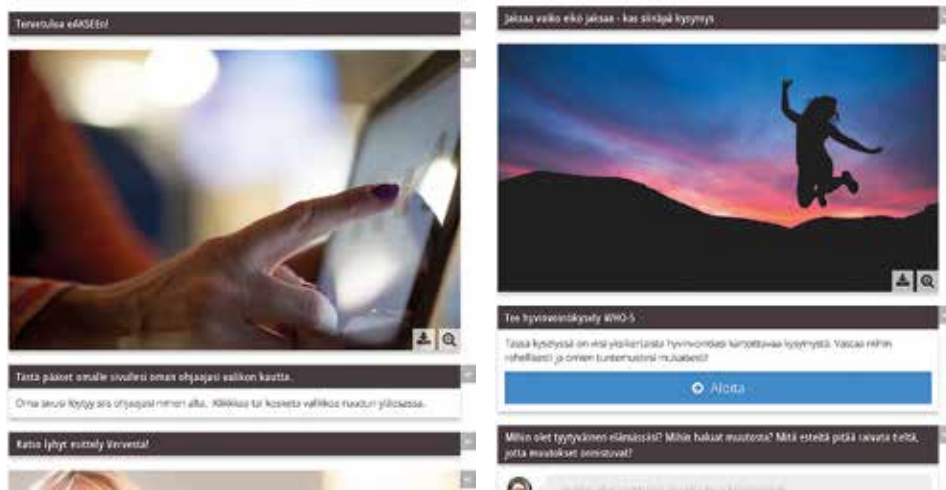 Tervetuloa eAKSEEn!
Tästä pääset omalle sivullesi oman ohjaajasi valikon kautta.
Oma sivusi löytyy siis ohjaajasi nimen alta. Klikkaa tai kosketa valikkoa ruudun yläosassa.
Katso lyhyt esittely Vervestä!
Jaksaa vaiko eikö jaksaa - kas siinäpä kysymys
Tee hyvinvointikysely WHO-5
Tässä kyselyssä on viisi yksinkertaista hyvinvointiasi kartoittavaa kysymystä. Vastaa niihin
rehellisesti ja omien tuntemustesi mukaisesti!
Aloita
Mihin olet tyytyväinen elämässäsi? Mihin haluat muutosta? Mitä esteitä pitää raivata tieltä,
jotta muutokset onnistuvat?